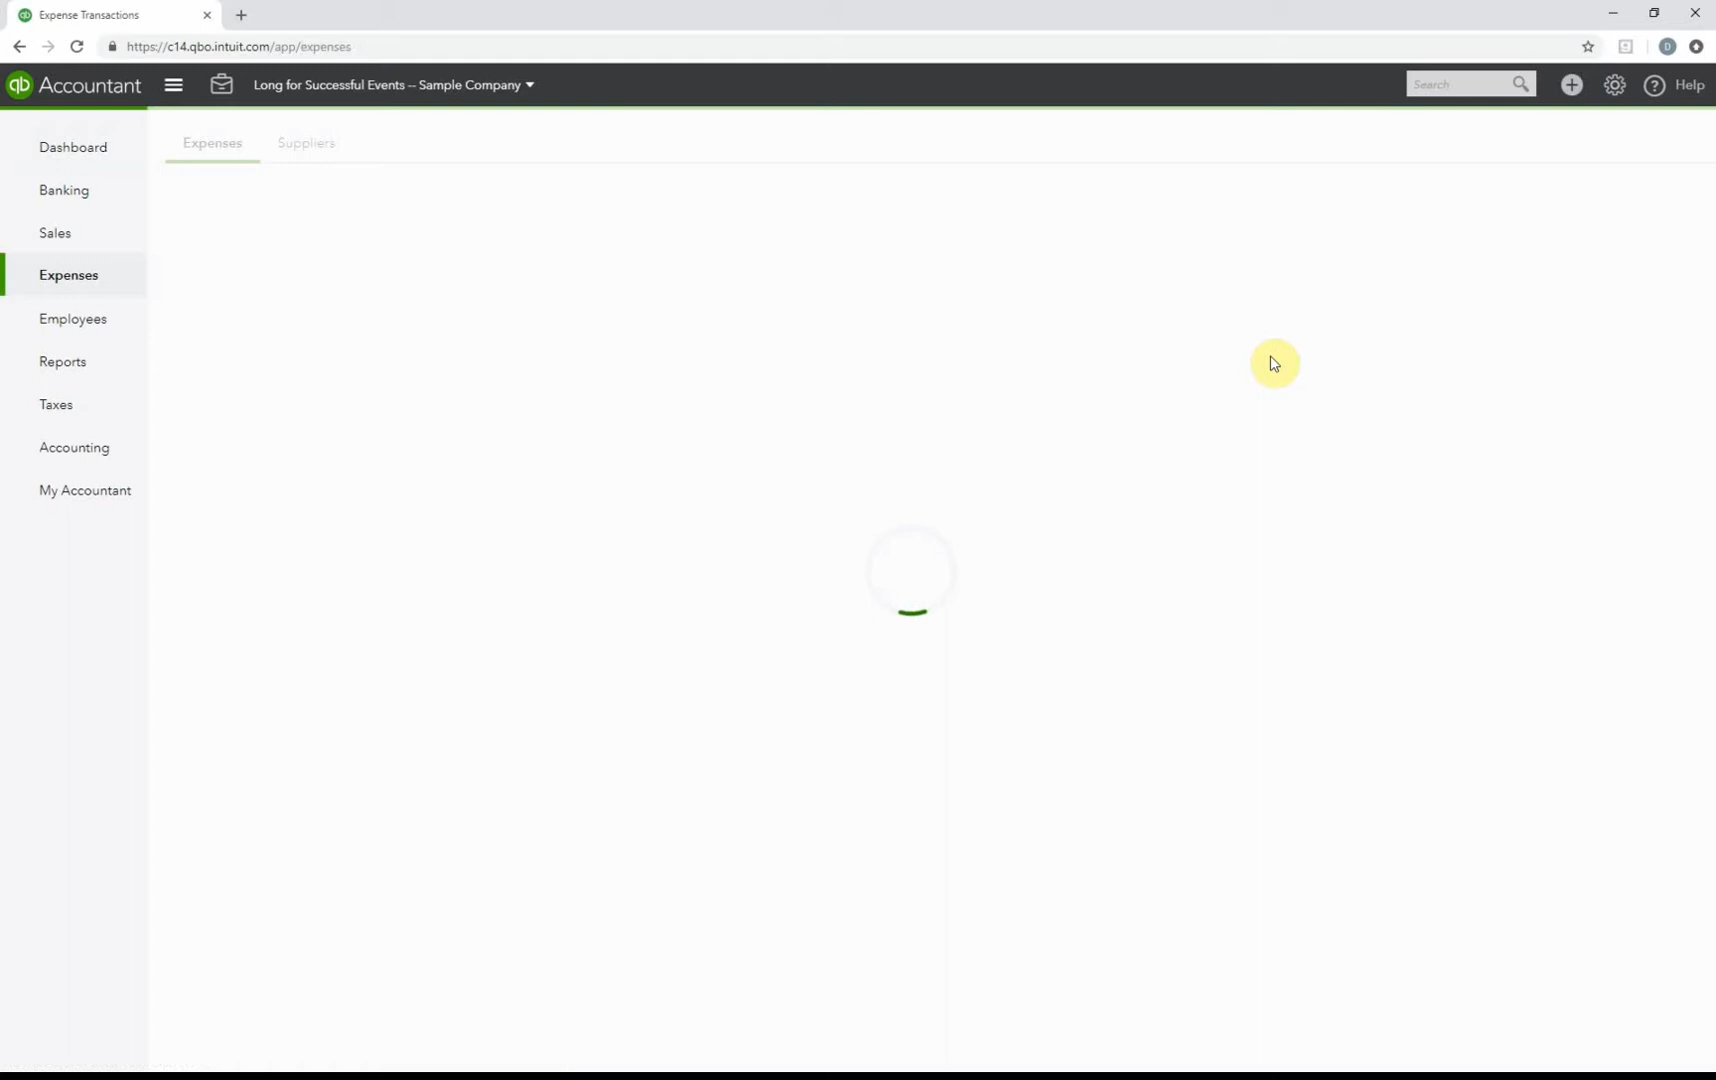 Expense Transactions
https://c14.qbo.intuit.com/app/expenses
D
qb Accountant
Long for Successful Events -- Sample Company
Search
? Help
Dashboard
Banking
Sales
Expenses
Employees
Reports
Taxes
Accounting
My Accountant
Expenses Suppliers